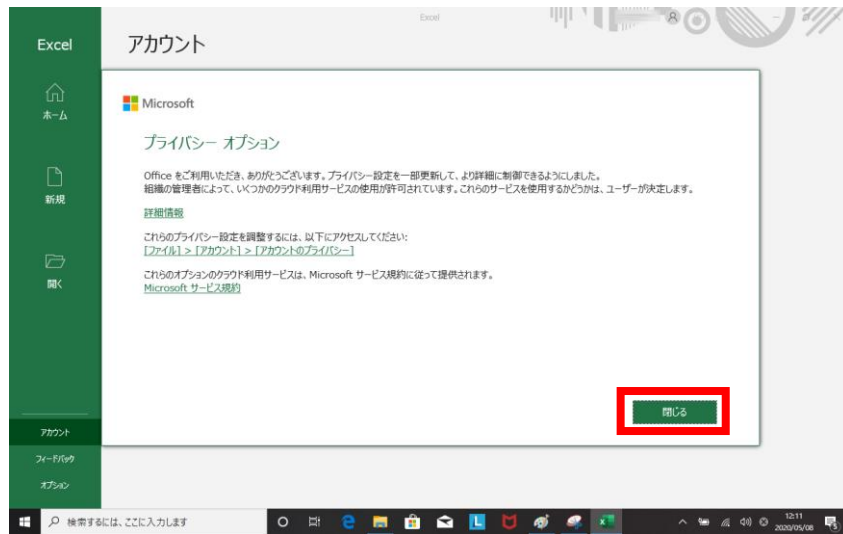 Excel
Excel
アカウント
ホーム
新規
開く
Microsoft
プライバシー オプション
Office をご利用いただき、ありがとうございます。プライバシー設定を一部更新して、より詳細に制御できるようにしました。
組織の管理者によって、いくつかのクラウド利用サービスの使用が許可されています。これらのサービスを使用するかどうかは、ユーザーが決定します。
詳細情報
これらのプライバシー設定を調整するには、以下にアクセスしてください:
[ファイル] > [アカウント] > [アカウントのプライバシー]
これらのオプションのクラウド利用サービスは、Microsoft サービス規約に従って提供されます。
Microsoft サービス規約
閉じる
アカウント
フィードバック
オプション
検索するには、ここに入力します
12:11
2020/05/08